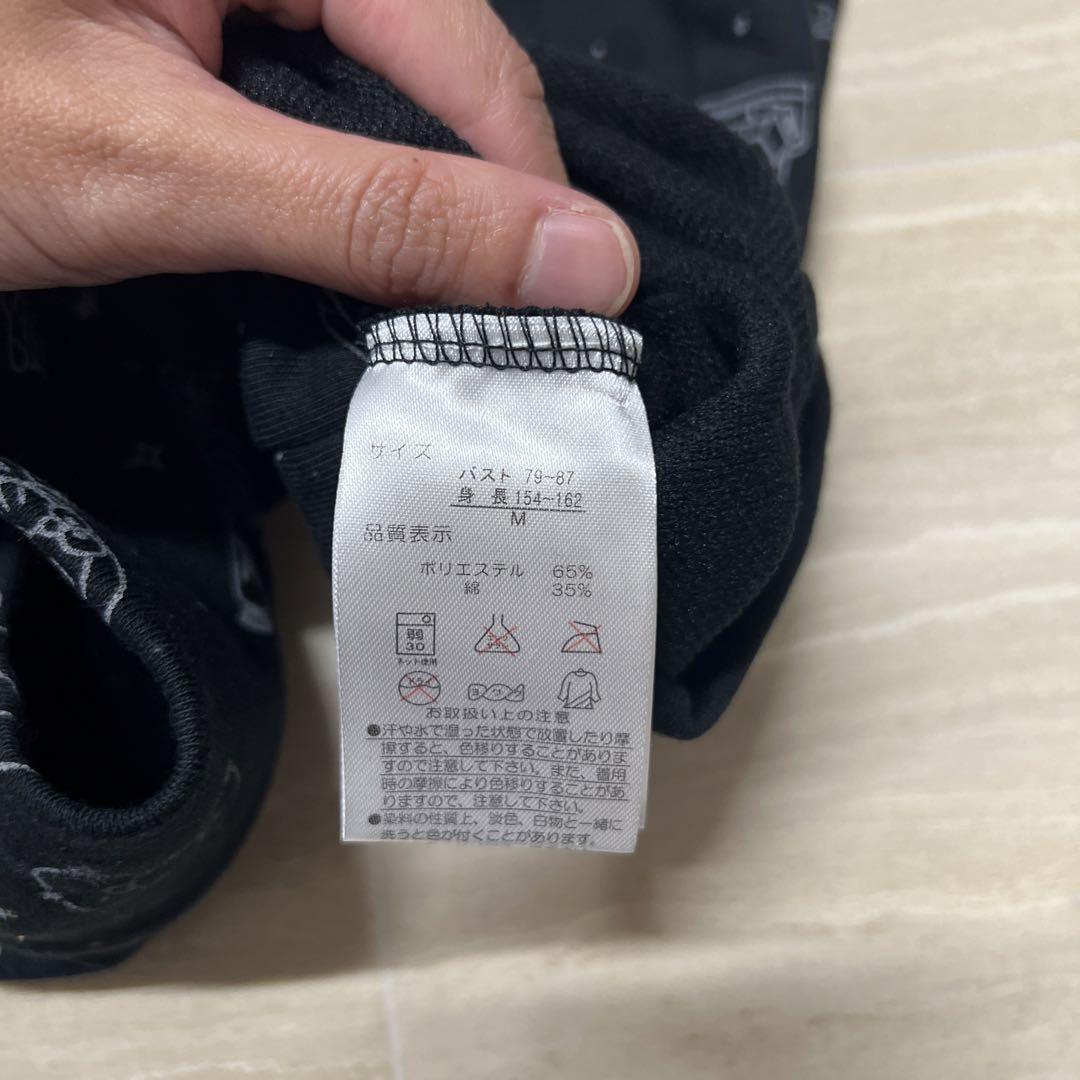 サイズ
バスト 79~87
身 長 154~162
M
品質表示
ポリエステル 65%
綿 35%
弱
30
ネット使用
ドライ
ヨワク
お取扱い上の注意
●汗や水で湿った状態で放置したり摩
擦すると、色移りすることがありま
すので注意して下さい。また、着用
時の摩擦により色移りすることがあ
りますので、注意して下さい。
●染料の性質上、淡色、白物と一緒に
洗うと色が付くことがあります。